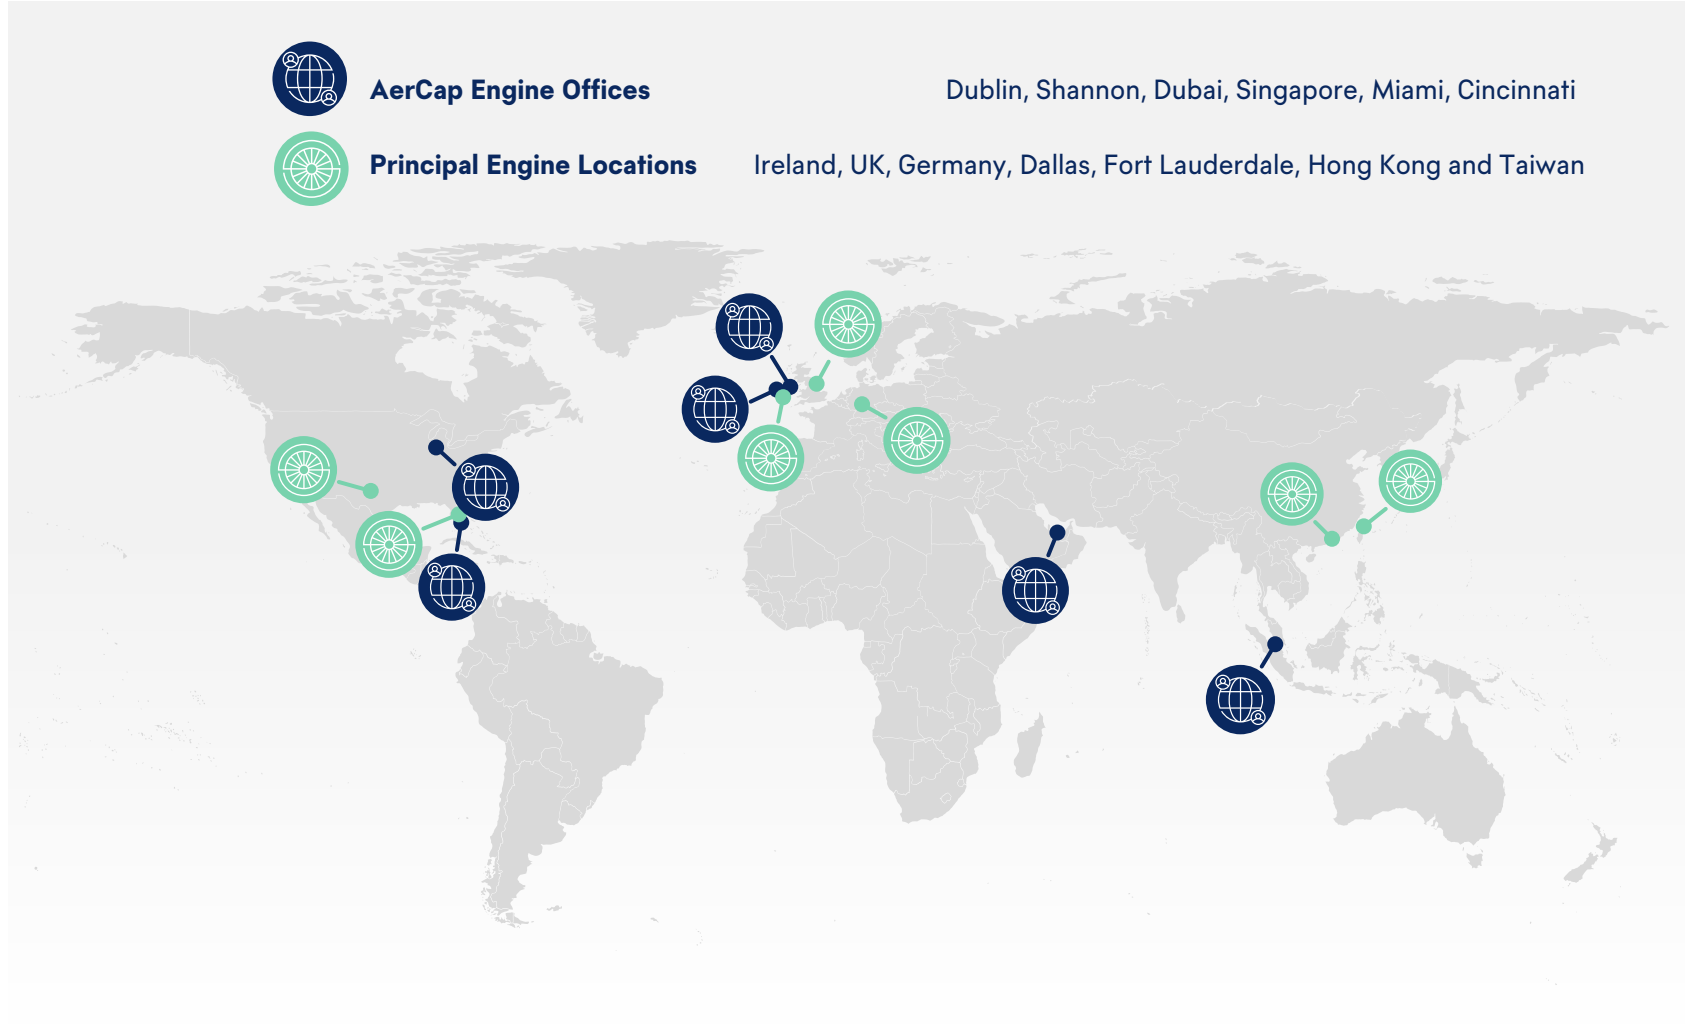 AercCap Engine Offices Dublin, Shannon, Dubai, Singapore, Miami, Cincinnati
Principal Engine Locations Ireland, UK, Germany, Dallas, Fort Lauderdale, Hong Kong and Taiwan